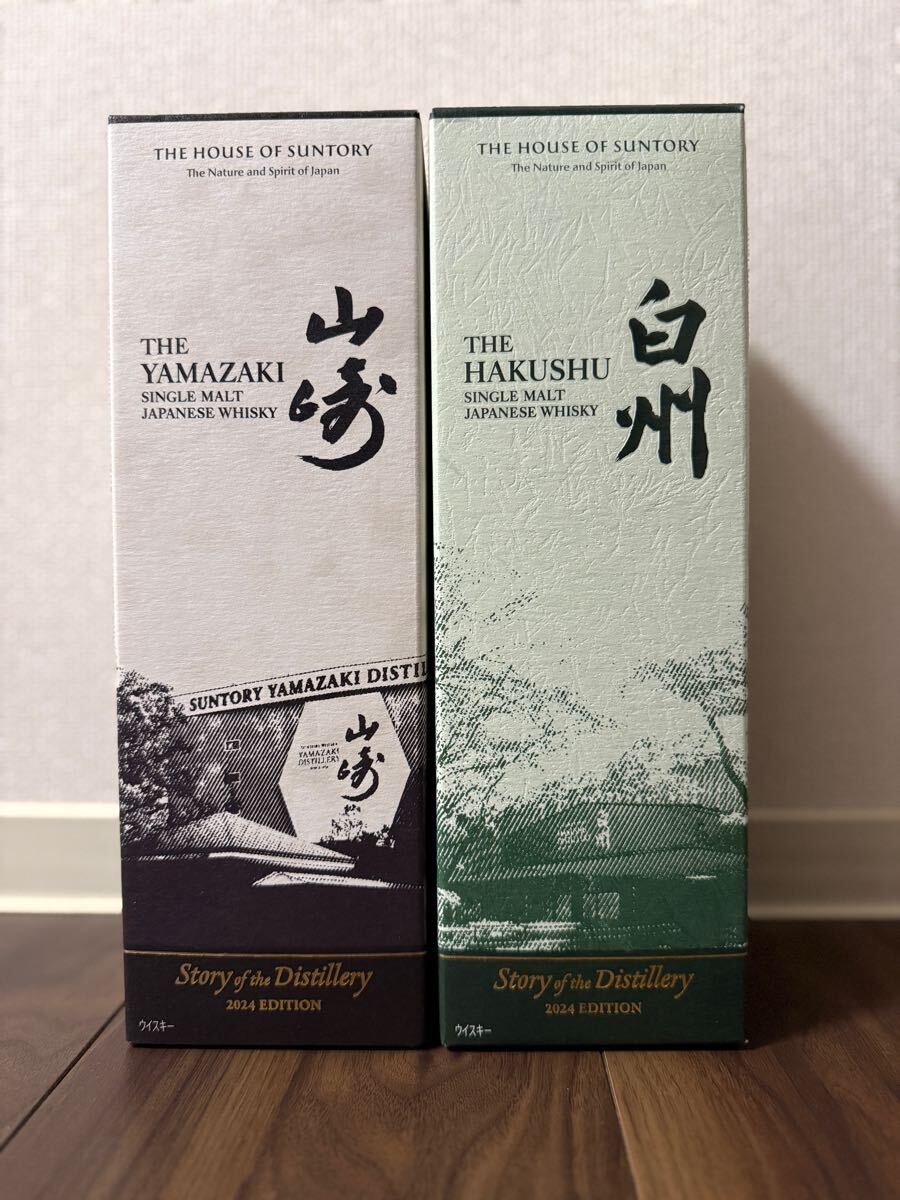 THE HOUSE OF SUNTORY
The Nature and Spirit of Japan
THE
YAMAZAKI
SINGLE MALT
JAPANESE WHISKY
山崎
SUNTORY YAMAZAKI DISTIL
YAMAZAKI
DISTILLERY
山崎
Story of the Distillery
2024 EDITION
ウイスキー
THE HOUSE OF SUNTORY
The Nature and Spirit of Japan
THE
HAKUSHU
SINGLE MALT
JAPANESE WHISKY
白州
Story of the Distillery
2024 EDITION
ウイスキー